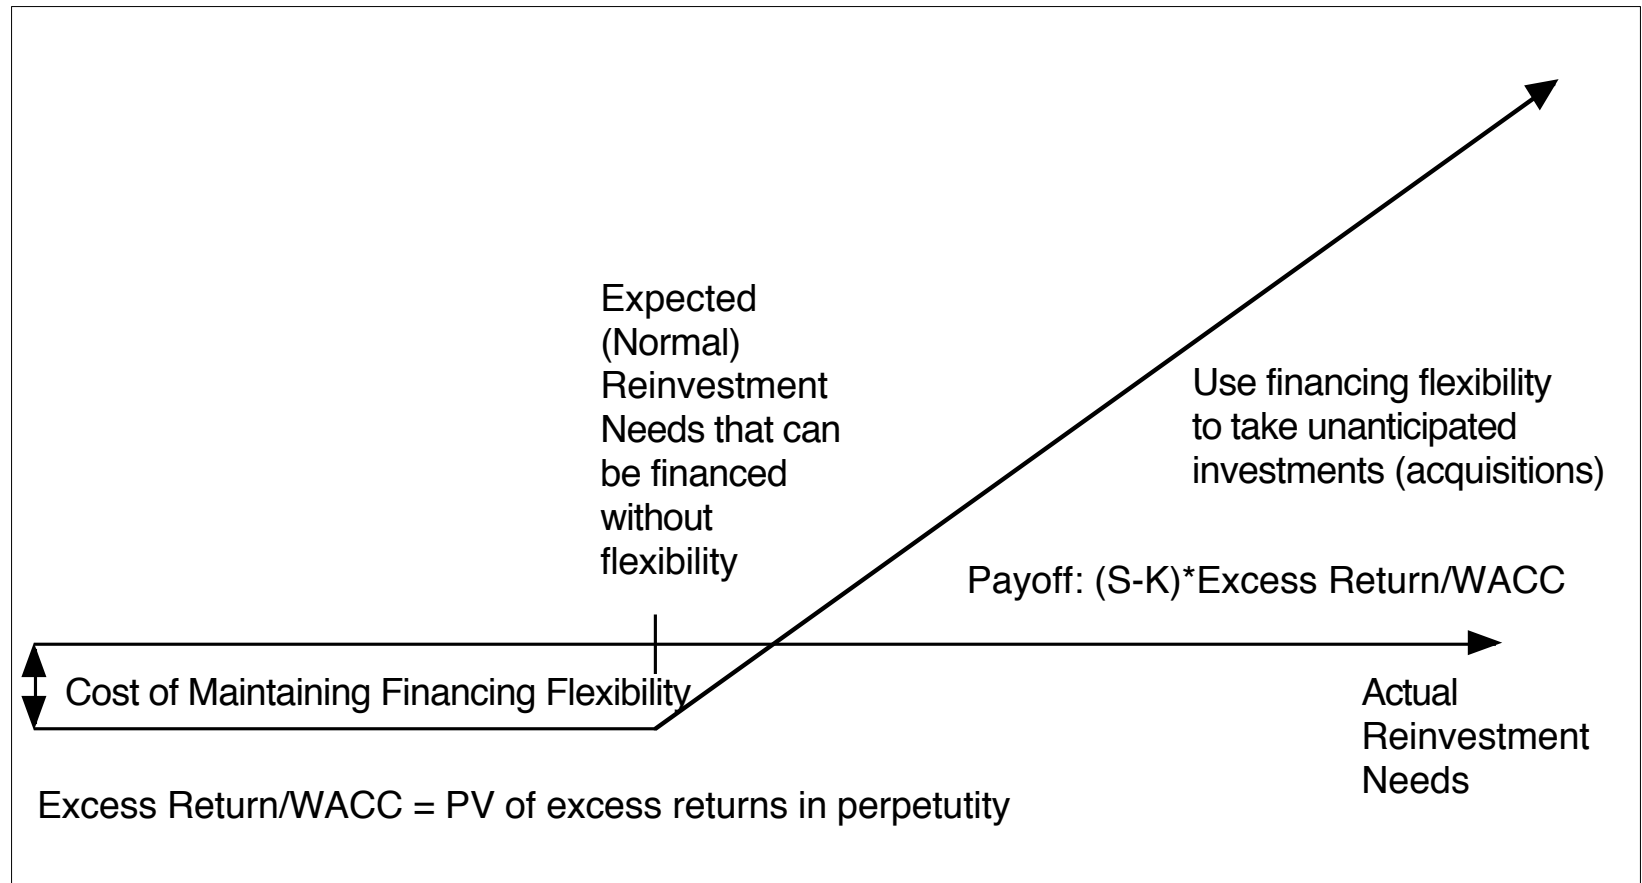 Expected
(Normal)
Reinvestment
Needs that can
be financed
without
flexibility
Use financing flexibility
to take unanticipated
investments (acquisitions)
Payoff: (S-K)*Excess Return/WACC
Cost of Maintaining Financing Flexibility
Actual
Reinvestment
Needs
Excess Return/WACC = PV of excess returns in perpetutity